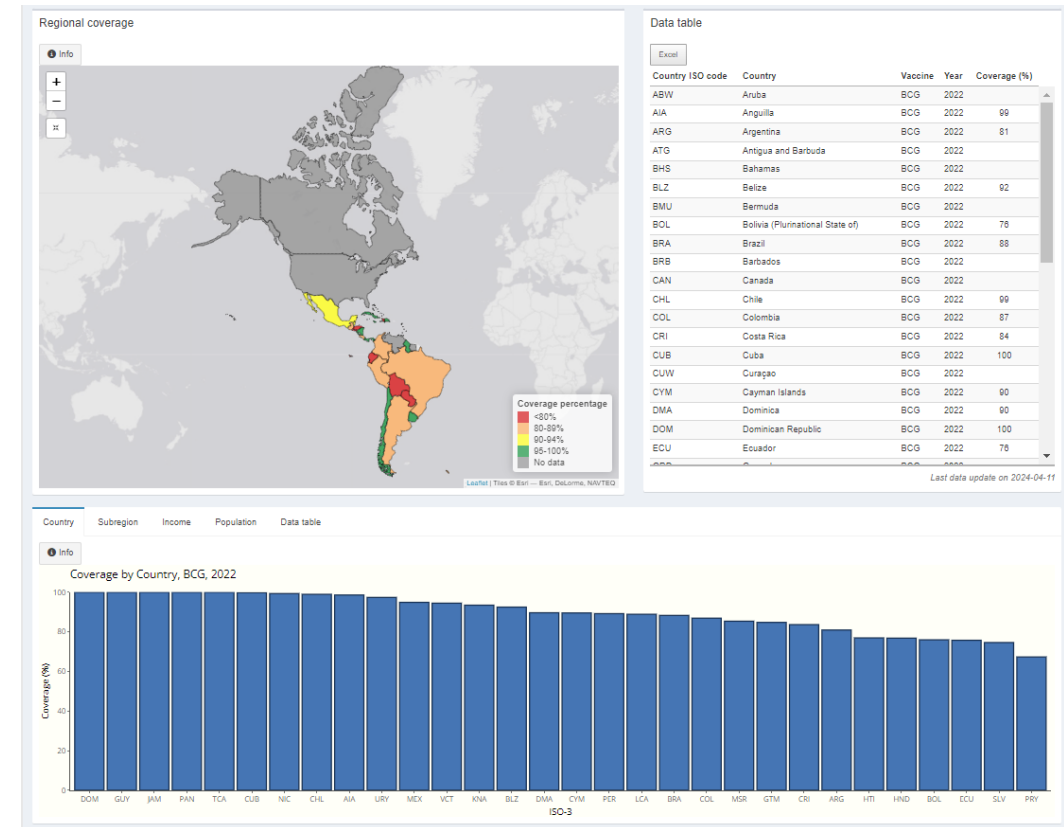 Regional coverage
Info
+
−
Coverage percentage
<80%
80-89%
90-94%
95-100%
No data
Leaflet | Tiles © Esri — Esri, DeLorme, NAVTEQ
Data table
Excel
Country ISO code Country Vaccine Year Coverage (%)
ABW Aruba BCG 2022
AIA Anguilla BCG 2022 99
ARG Argentina BCG 2022 81
ATG Antigua and Barbuda BCG 2022
BHS Bahamas BCG 2022
BLZ Belize BCG 2022 92
BMU Bermuda BCG 2022
BOL Bolivia (Plurinational State of) BCG 2022 76
BRA Brazil BCG 2022 88
BRB Barbados BCG 2022
CAN Canada BCG 2022
CHL Chile BCG 2022 99
COL Colombia BCG 2022 87
CRI Costa Rica BCG 2022 84
CUB Cuba BCG 2022 100
CUW Curaçao BCG 2022
CYM Cayman Islands BCG 2022 90
DMA Dominica BCG 2022 90
DOM Dominican Republic BCG 2022 100
ECU Ecuador BCG 2022 76
Last data update on 2024-04-11
Country Subregion Income Population Data table
Info
Coverage by Country, BCG, 2022
Coverage (%)
100
80
60
40
20
0
DOM GUY JAM PAN TCA CUB NIC CHL AIA URY MEX VCT KNA BLZ DMA CYM PER LCA BRA COL MSR GTM CRI ARG HTI HND BOL ECU SLV PRY
ISO-3